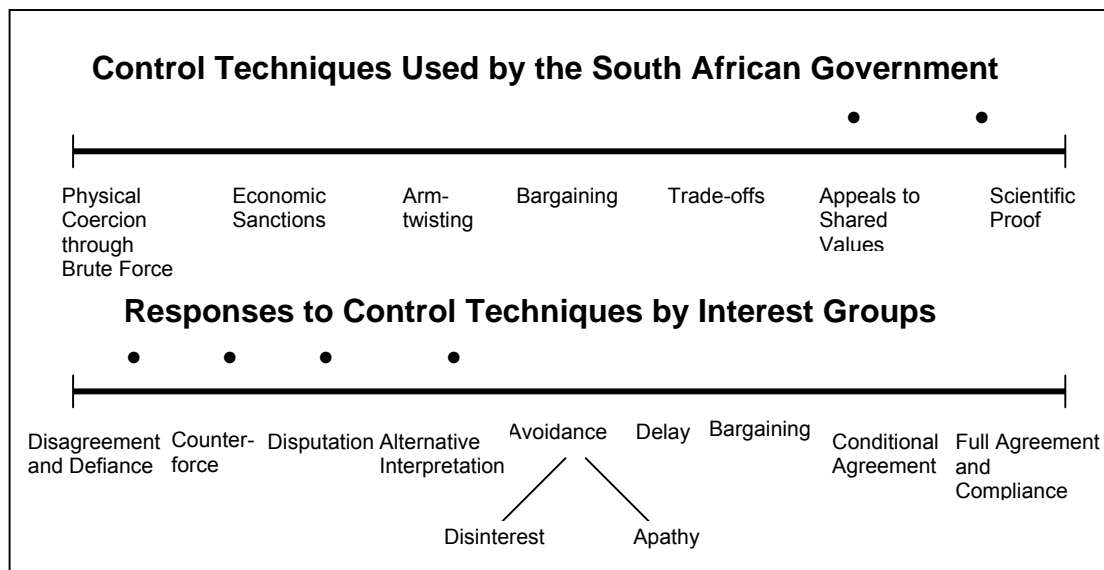 Control Techniques Used by the South African Government
Physical
Coercion
through
Brute Force
Economic
Sanctions
Arm-
twisting
Bargaining
Trade-offs
Appeals to
Shared
Values
Scientific
Proof
Responses to Control Techniques by Interest Groups
Disagreement
and Defiance
Counter-
force
Disputation
Alternative
Interpretation
Avoidance
Delay
Bargaining
Conditional
Agreement
Full Agreement
and
Compliance
Disinterest
Apathy